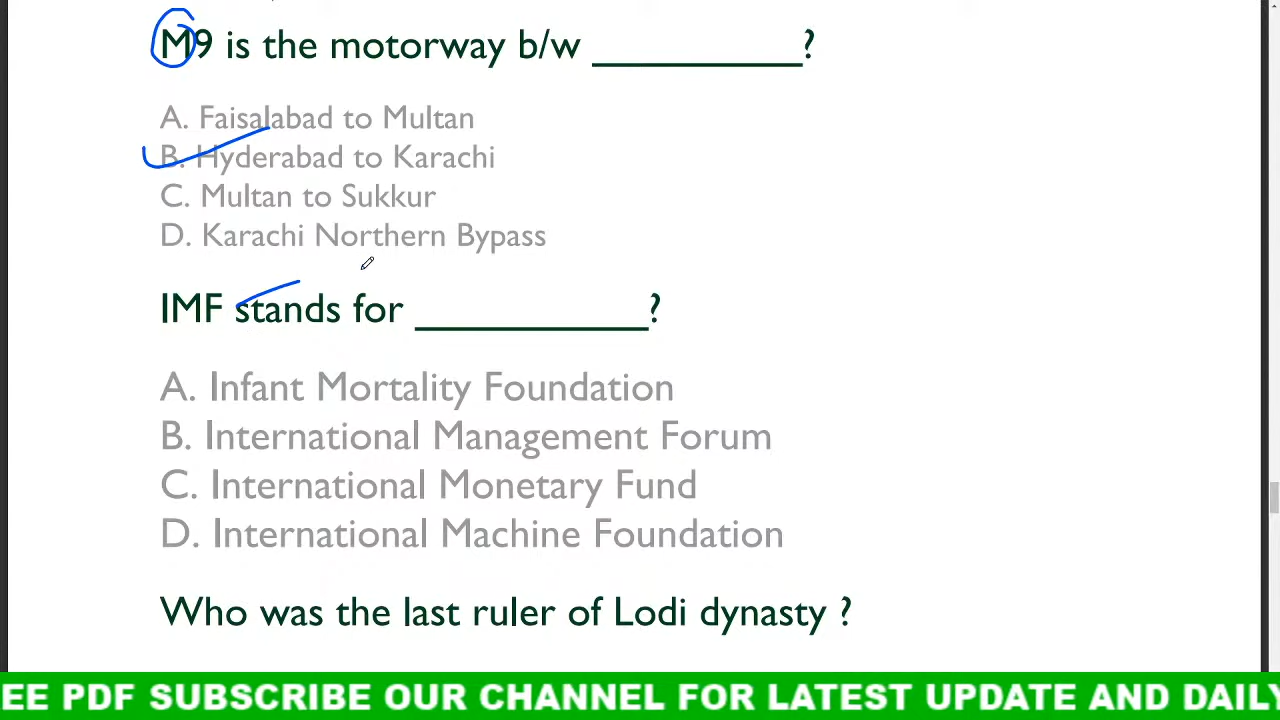 M9 is the motorway b/w __________?
A. Faisalabad to Multan
B. Hyderabad to Karachi
C. Multan to Sukkur
D. Karachi Northern Bypass
IMF stands for ___________?
A. Infant Mortality Foundation
B. International Management Forum
C. International Monetary Fund
D. International Machine Foundation
Who was the last ruler of Lodi dynasty ?
EE PDF SUBSCRIBE OUR CHANNEL FOR LATEST UPDATE AND DAILY